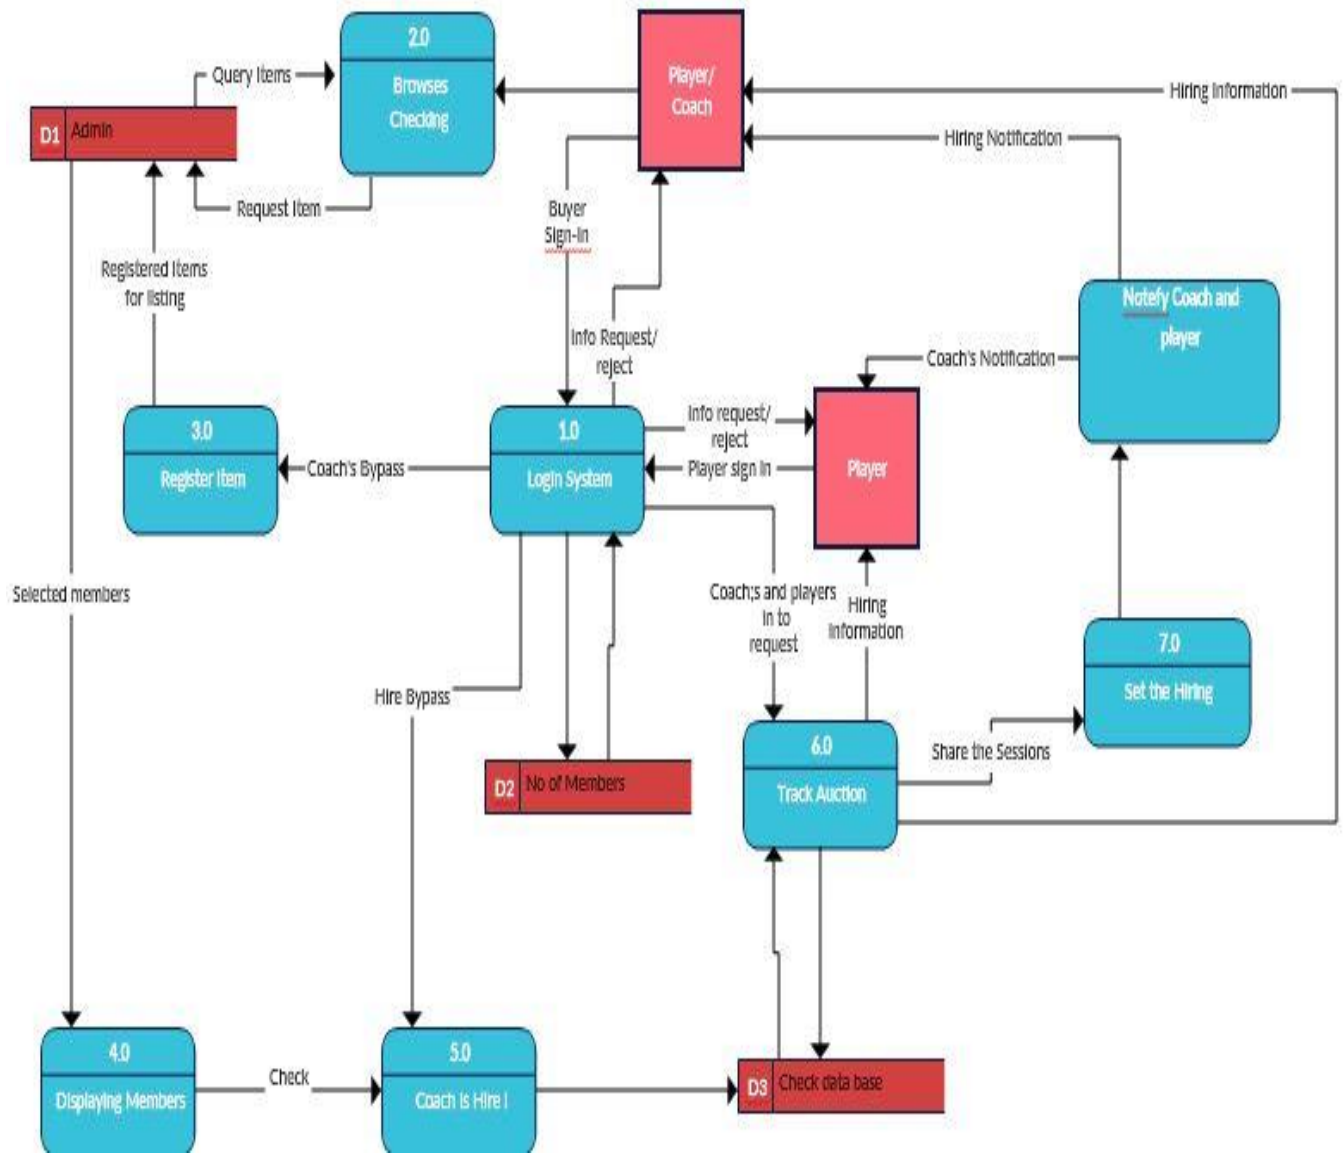 2.0
Browses
Checking
Player/
Coach
Query Items
Hiring Information
D1
Admin
Hiring Notification
Request Item
Buyer
Sign-In
Registered Items
for listing
Notefy Coach and
player
Info Request/
reject
Coach's Notification
3.0
Register Item
Coach's Bypass
1.0
Login System
Info request/
reject
Player sign in
Player
Selected members
Coach;s and players
in to
request
Hiring
Information
7.0
Set the Hiring
Hire Bypass
6.0
Track Auction
Share the Sessions
D2
No of Members
4.0
Displaying Members
Check
5.0
Coach is Hire I
D3
Check data base